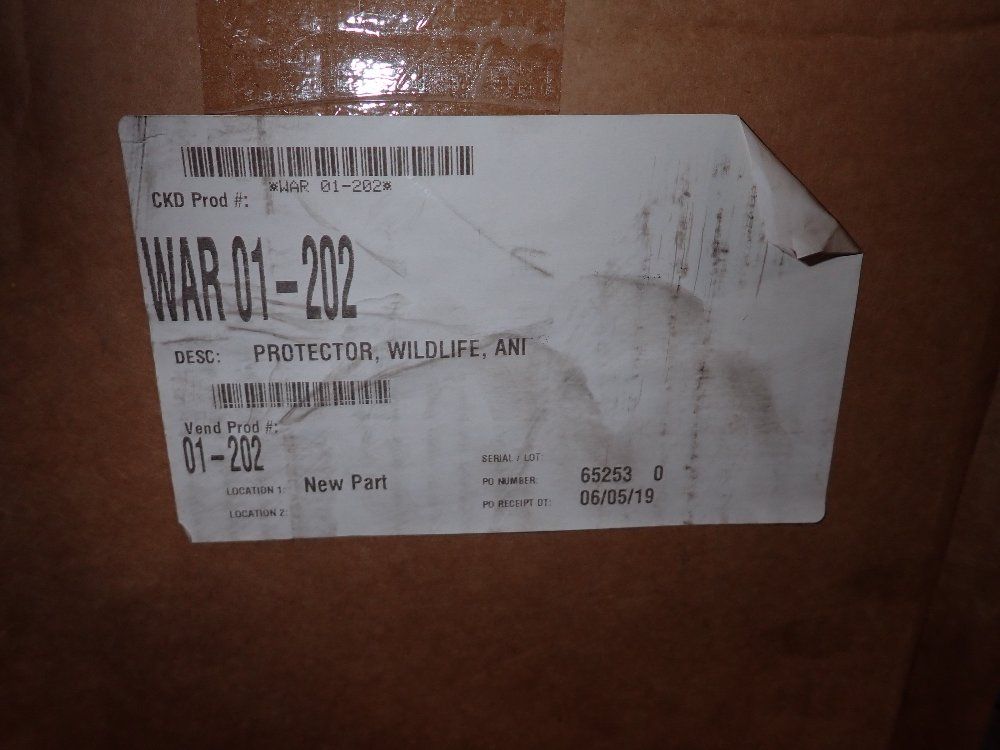 *WAR 01-202*
CKD Prod #:
WAR 01-202
DESC: PROTECTOR, WILDLIFE, ANI
Vend Prod #:
01-202
LOCATION 1: New Part
LOCATION 2:
SERIAL / LOT:
PO NUMBER: 65253 0
PO RECEIPT DT: 06/05/19